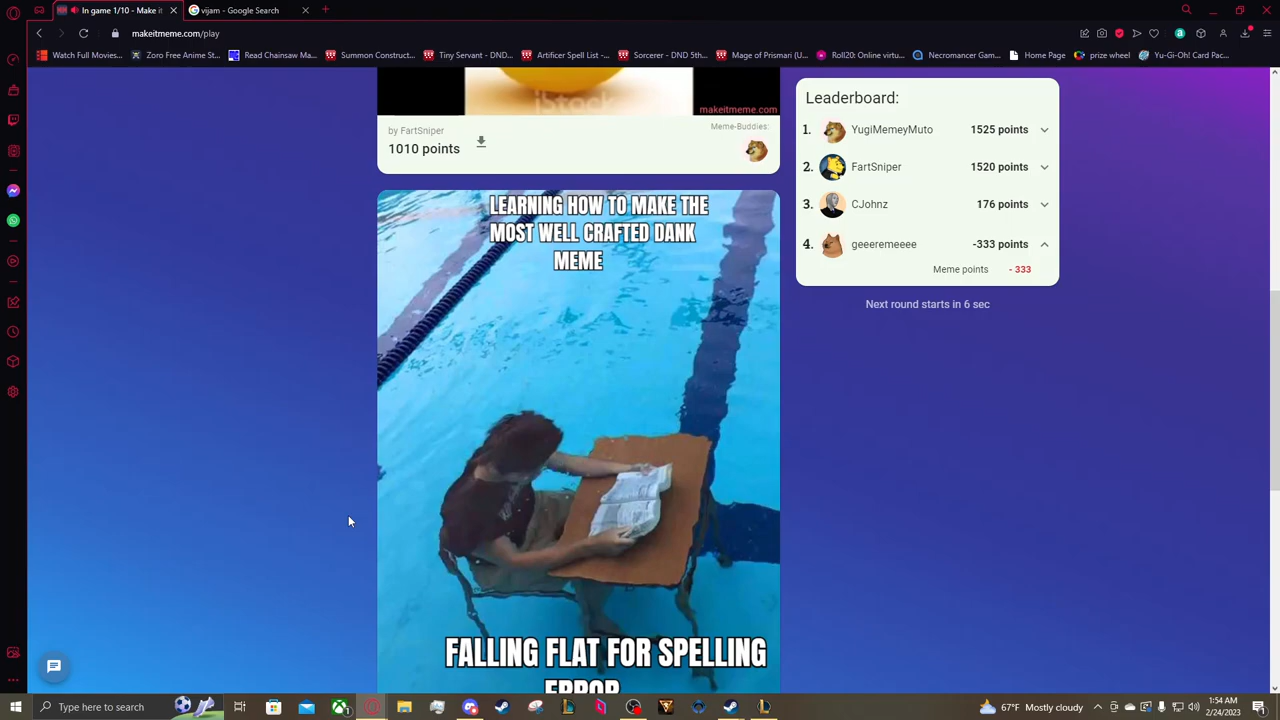 In game 1/10 - Make it
vijam - Google Search
makeitmeme.com/play
Watch Full Movies...
Zoro Free Anime St...
Read Chainsaw Ma...
Summon Construct...
Tiny Servant - DND...
Artificer Spell List -...
Sorcerer - DND 5th...
Mage of Prismari (U...
Roll20: Online virtu...
Necromancer Gam...
Home Page
prize wheel
Yu-Gi-Oh! Card Pac...
makeitmeme.com
by FartSniper
1010 points
Meme-Buddies:
LEARNING HOW TO MAKE THE
MOST WELL CRAFTED DANK
MEME
FALLING FLAT FOR SPELLING
ERROR
Leaderboard:
1. YugiMemeyMuto 1525 points
2. FartSniper 1520 points
3. CJohnz 176 points
4. geeeremeeee -333 points
Meme points - 333
Next round starts in 6 sec
Type here to search
67°F Mostly cloudy
1:54 AM
2/24/2023